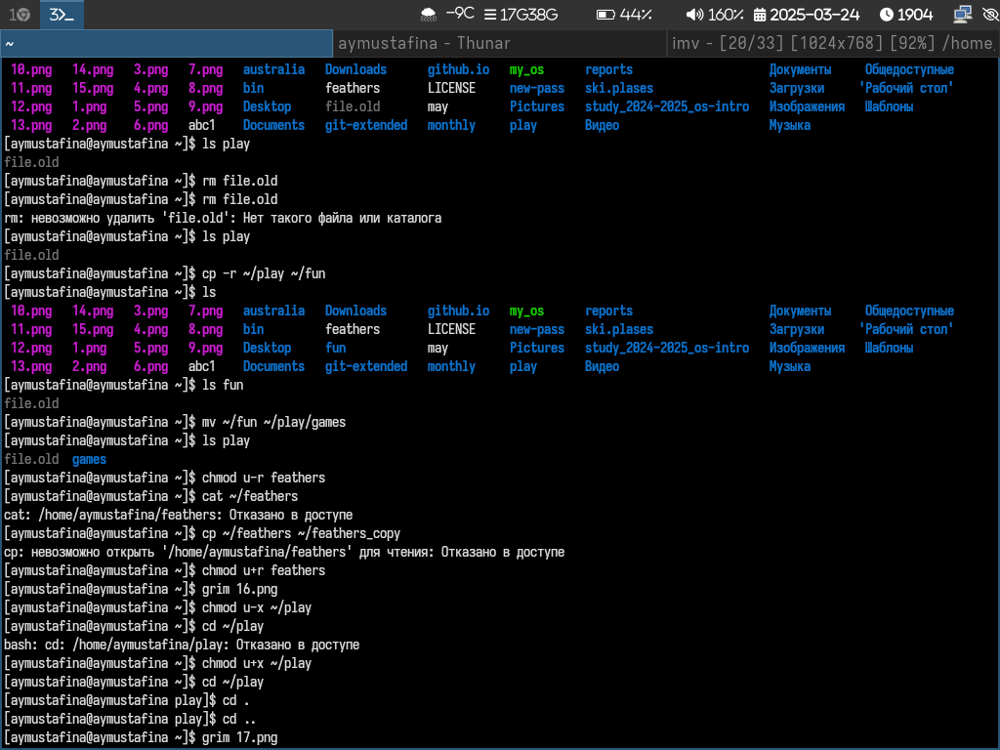 1
3>_ -9C 17G38G 44% 160% 2025-03-24 1904
~ aymustafina - Thunar imv - [20/33] [1024x768] [92%] /home/
10.png 14.png 3.png 7.png australia Downloads github.io my_os reports Документы Общедоступные
11.png 15.png 4.png 8.png bin feathers LICENSE new-pass ski.plases Загрузки 'Рабочий стол'
12.png 1.png 5.png 9.png Desktop file.old may Pictures study_2024-2025_os-intro Изображения Шаблоны
13.png 2.png 6.png abc1 Documents git-extended monthly play Видео Музыка
[aymustafina@aymustafina ~]$ ls play
file.old
[aymustafina@aymustafina ~]$ rm file.old
[aymustafina@aymustafina ~]$ rm file.old
rm: невозможно удалить 'file.old': Нет такого файла или каталога
[aymustafina@aymustafina ~]$ ls play
file.old
[aymustafina@aymustafina ~]$ cp -r ~/play ~/fun
[aymustafina@aymustafina ~]$ ls
10.png 14.png 3.png 7.png australia Downloads github.io my_os reports Документы Общедоступные
11.png 15.png 4.png 8.png bin feathers LICENSE new-pass ski.plases Загрузки 'Рабочий стол'
12.png 1.png 5.png 9.png Desktop fun may Pictures study_2024-2025_os-intro Изображения Шаблоны
13.png 2.png 6.png abc1 Documents git-extended monthly play Видео Музыка
[aymustafina@aymustafina ~]$ ls fun
file.old
[aymustafina@aymustafina ~]$ mv ~/fun ~/play/games
[aymustafina@aymustafina ~]$ ls play
file.old games
[aymustafina@aymustafina ~]$ chmod u-r feathers
[aymustafina@aymustafina ~]$ cat ~/feathers
cat: /home/aymustafina/feathers: Отказано в доступе
[aymustafina@aymustafina ~]$ cp ~/feathers ~/feathers_copy
cp: невозможно открыть '/home/aymustafina/feathers' для чтения: Отказано в доступе
[aymustafina@aymustafina ~]$ chmod u+r feathers
[aymustafina@aymustafina ~]$ grim 16.png
[aymustafina@aymustafina ~]$ chmod u-x ~/play
[aymustafina@aymustafina ~]$ cd ~/play
bash: cd: /home/aymustafina/play: Отказано в доступе
[aymustafina@aymustafina ~]$ chmod u+x ~/play
[aymustafina@aymustafina ~]$ cd ~/play
[aymustafina@aymustafina play]$ cd .
[aymustafina@aymustafina play]$ cd ..
[aymustafina@aymustafina ~]$ grim 17.png